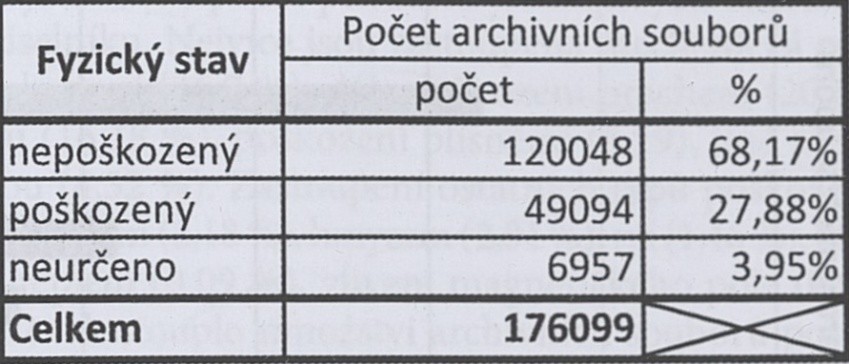 Fyzický stav
Počet archivních souborů
počet %
nepoškozený 120048 68,17%
poškozený 49094 27,88%
neurčeno 6957 3,95%
Celkem 176099